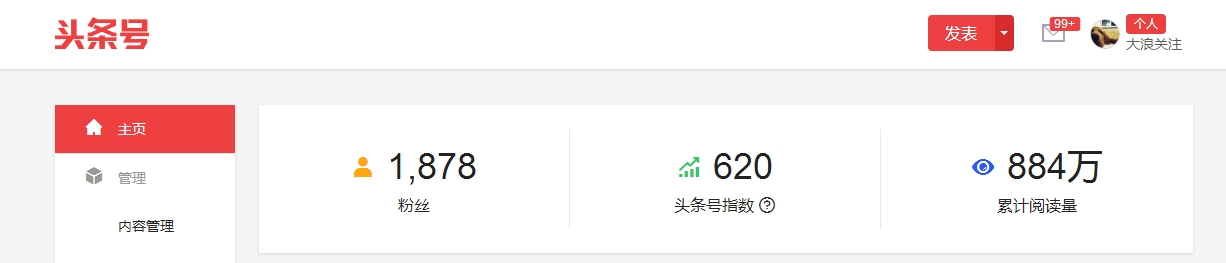 头条号
发表
99+
个人
大浪关注
主页
管理
内容管理
1,878
粉丝
620
头条号指数 ?
884万
累计阅读量